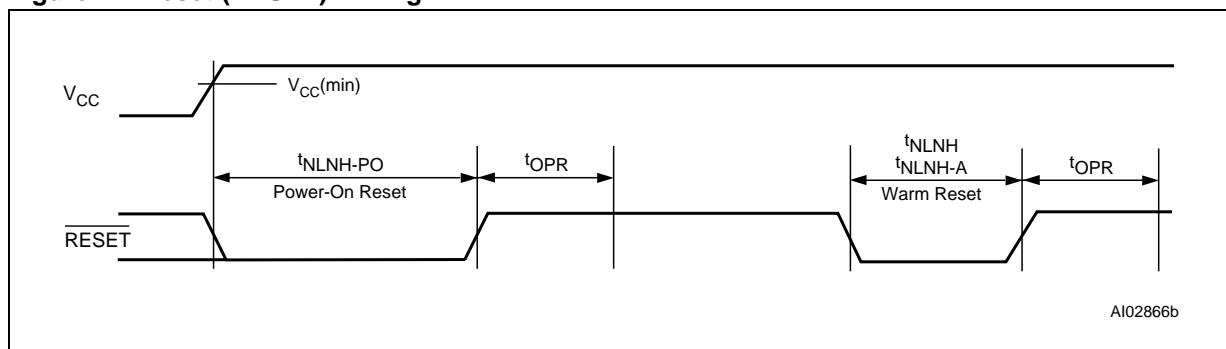 VCC
VCC(min)
tNLNH-PO
Power-On Reset
tOPR
tNLNH
tNLNH-A
Warm Reset
tOPR
RESET
AI02866b